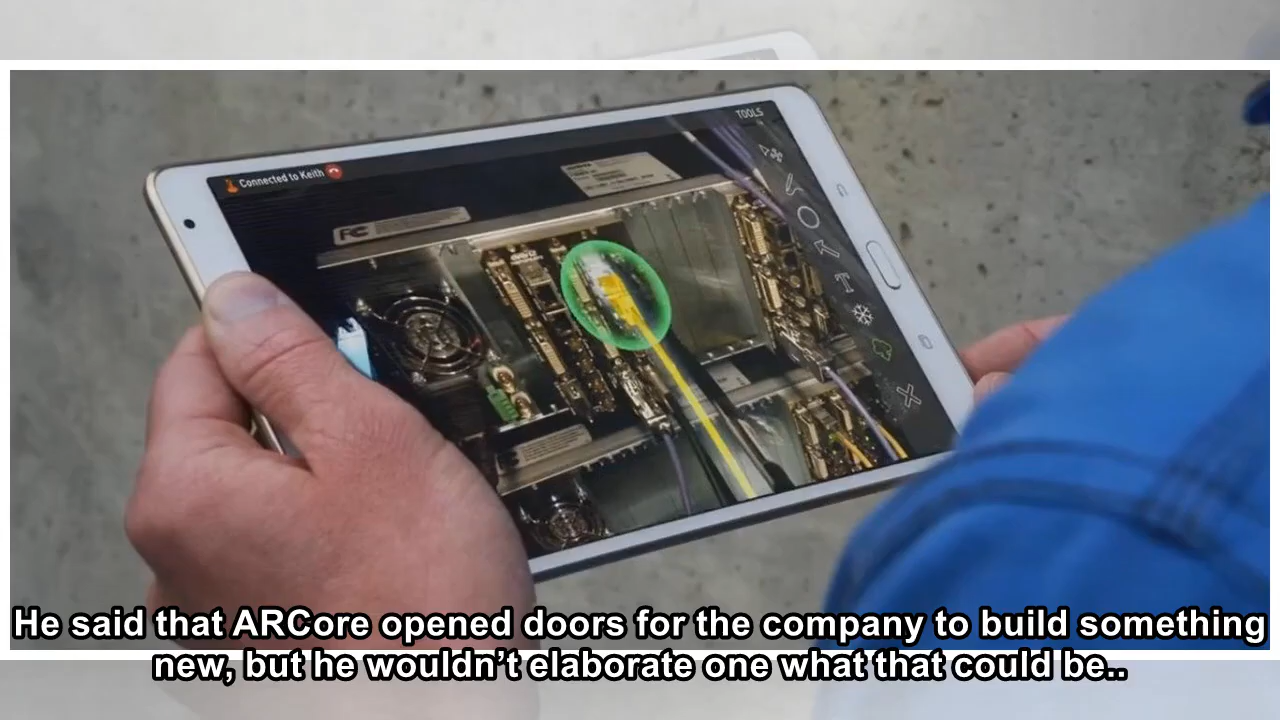 TOOLS
Connected to Keith
FC
T
He said that ARCore opened doors for the company to build something
new, but he wouldn't elaborate one what that could be..